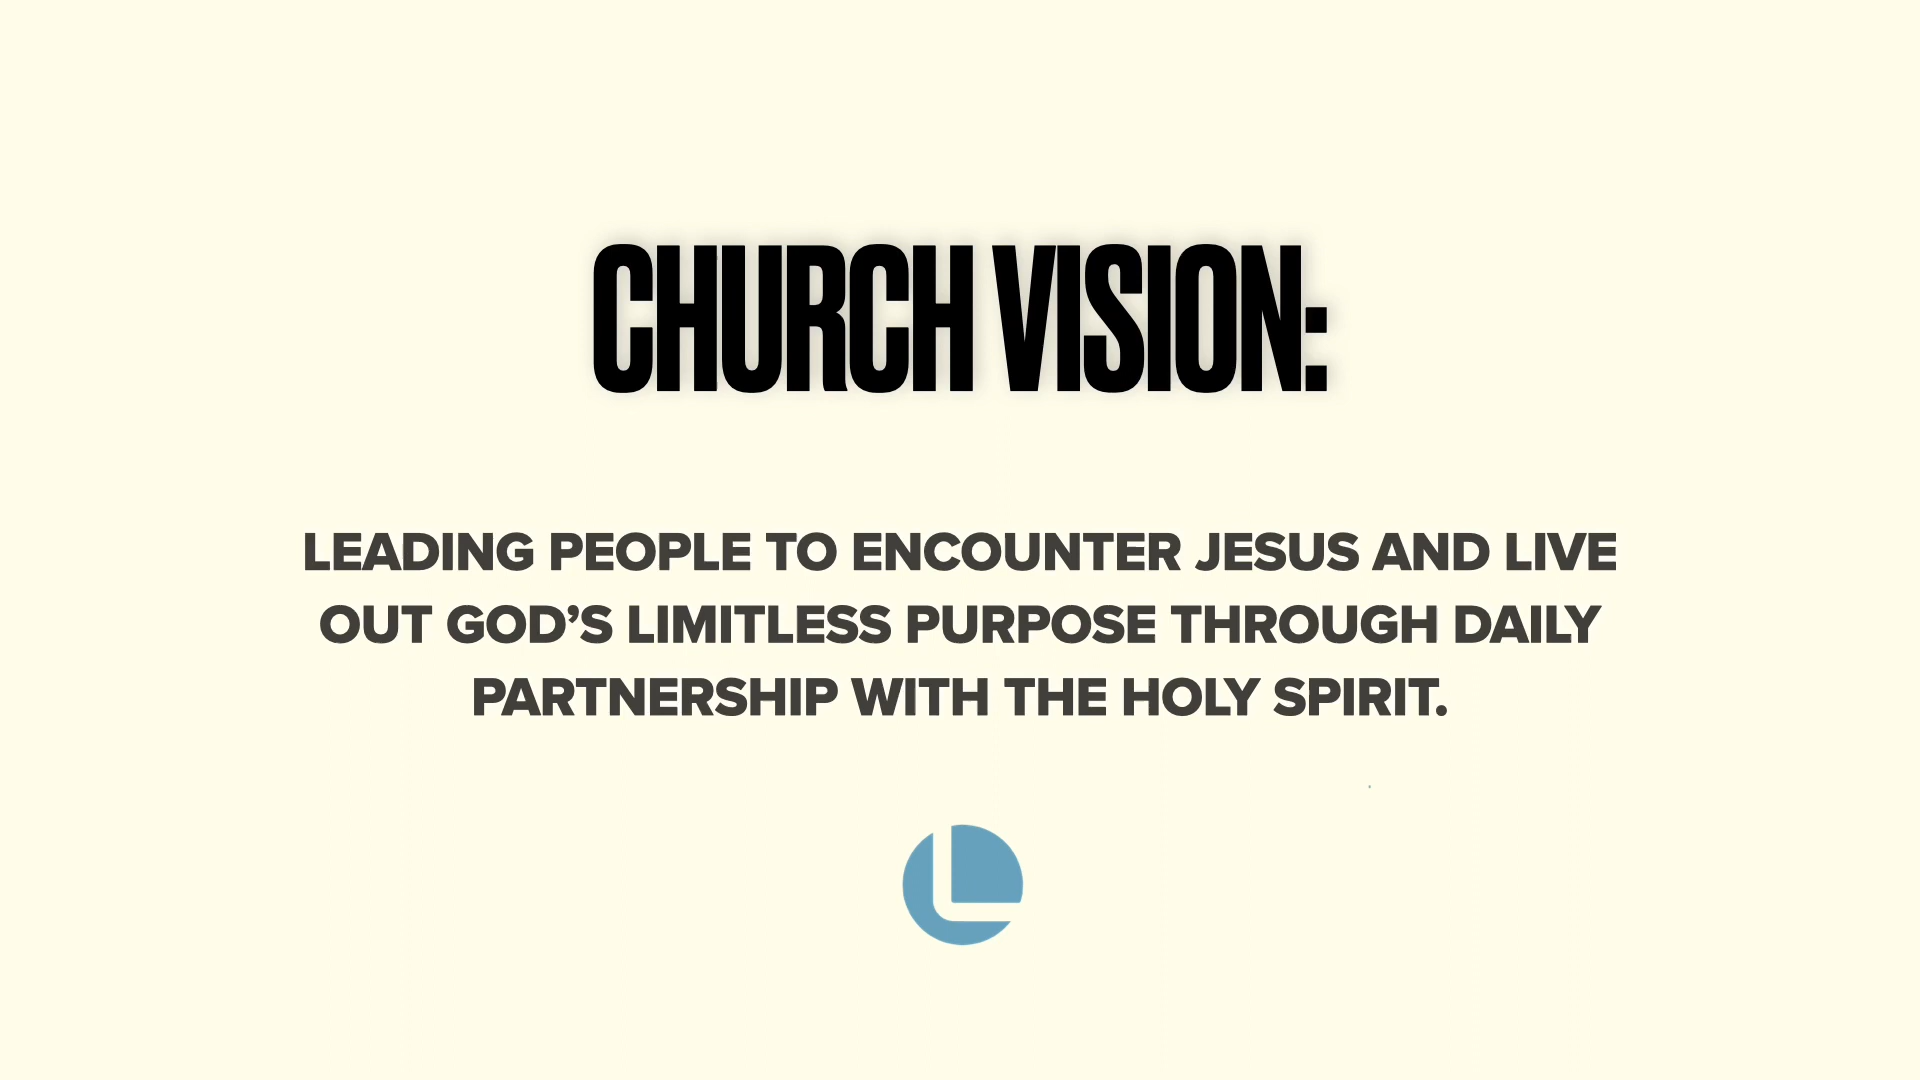 CHURCH VISION:
LEADING PEOPLE TO ENCOUNTER JESUS AND LIVE
OUT GOD’S LIMITLESS PURPOSE THROUGH DAILY
PARTNERSHIP WITH THE HOLY SPIRIT.
L